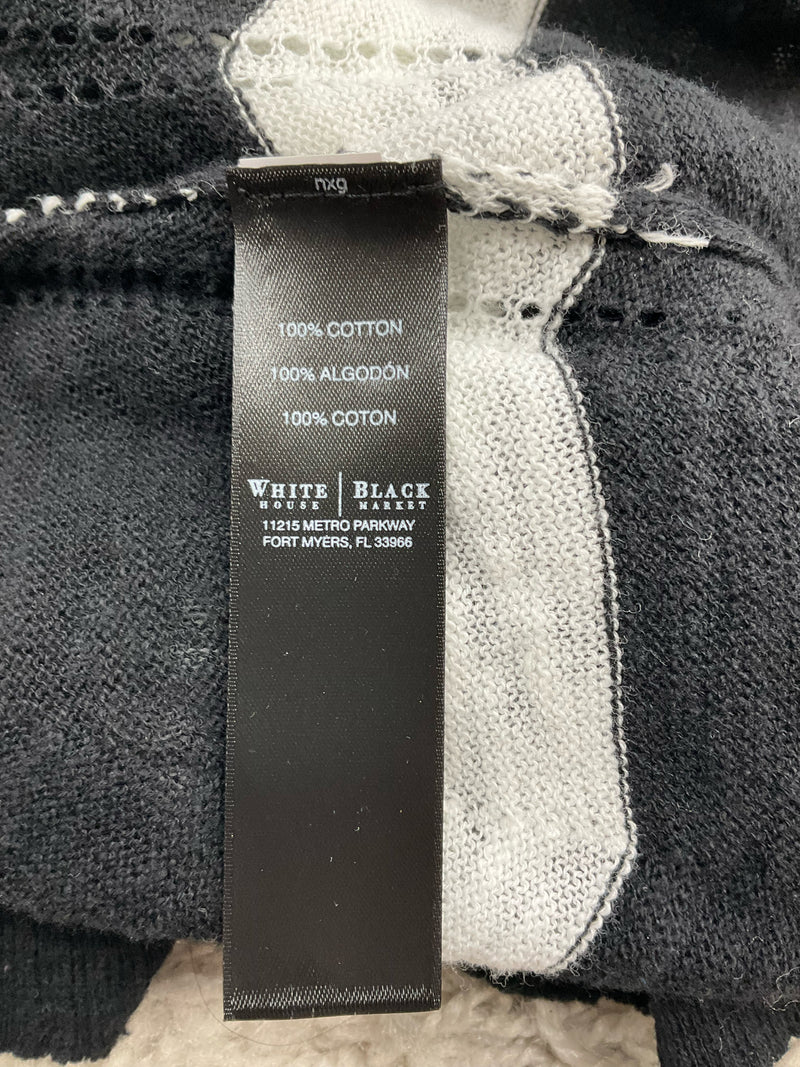 nxg
100% COTTON
100% ALGODÓN
100% COTON
WHITE | BLACK
HOUSE MARKET
11215 METRO PARKWAY
FORT MYERS, FL 33966